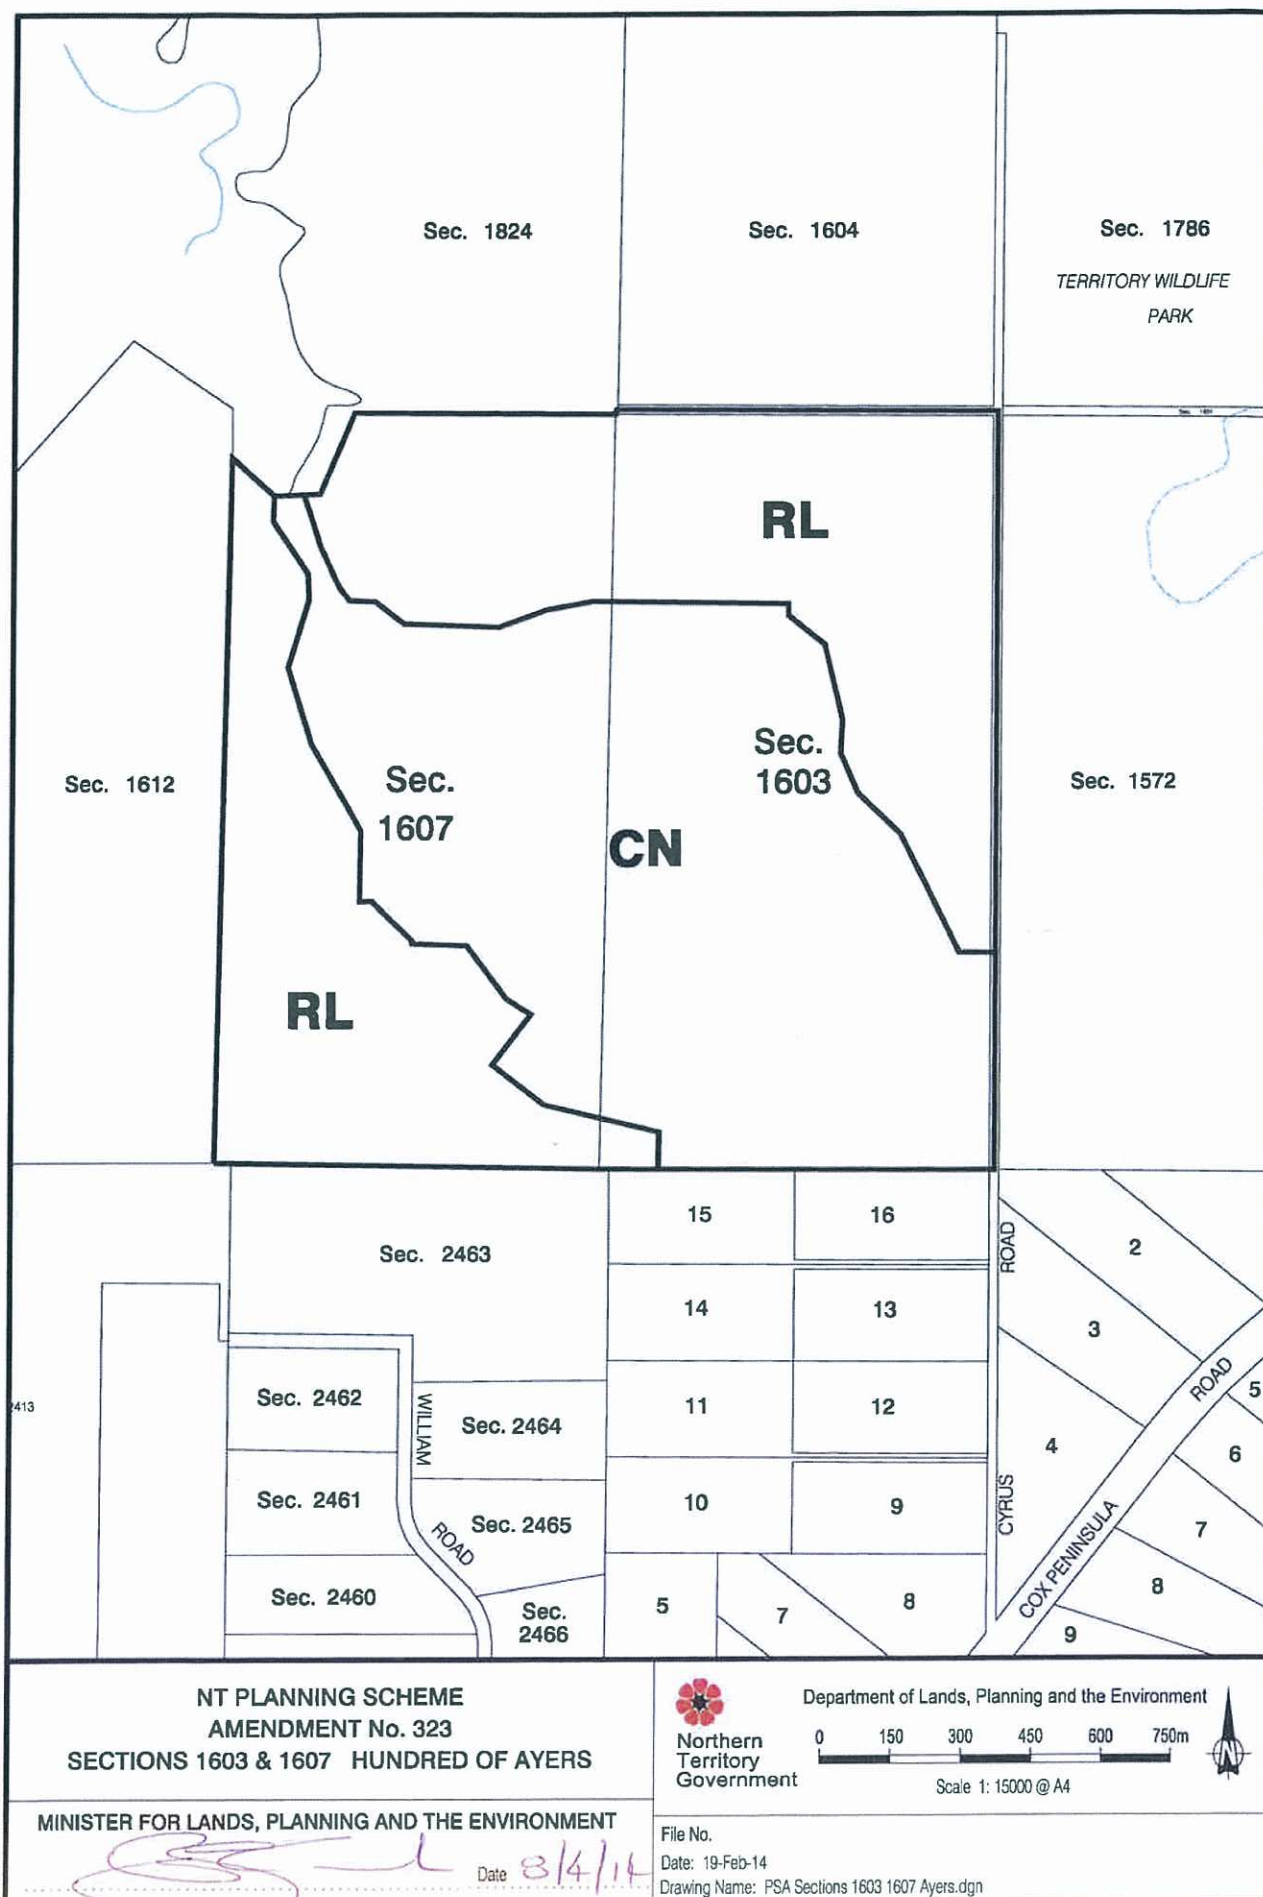 Sec. 1824
Sec. 1604
Sec. 1786
TERRITORY WILDLIFE
PARK
RL
Sec.
1603
Sec. 1612
Sec.
1607
Sec. 1572
CN
RL
15
16
ROAD
2
Sec. 2463
14
13
3
ROAD
5
Sec. 2462
WILLIAM
Sec. 2464
11
12
4
6
Sec. 2461
ROAD
Sec. 2465
10
9
CYRUS
COX PENINSULA
7
Sec. 2460
Sec.
2466
5
7
8
8
9
NT PLANNING SCHEME
AMENDMENT No. 323
SECTIONS 1603 & 1607 HUNDRED OF AYERS
MINISTER FOR LANDS, PLANNING AND THE ENVIRONMENT
Date 8/4/14
Northern
Territory
Government
Department of Lands, Planning and the Environment
0 150 300 450 600 750m
N
Scale 1: 15000 @ A4
File No.
Date: 19-Feb-14
Drawing Name: PSA Sections 1603 1607 Ayers.dgn